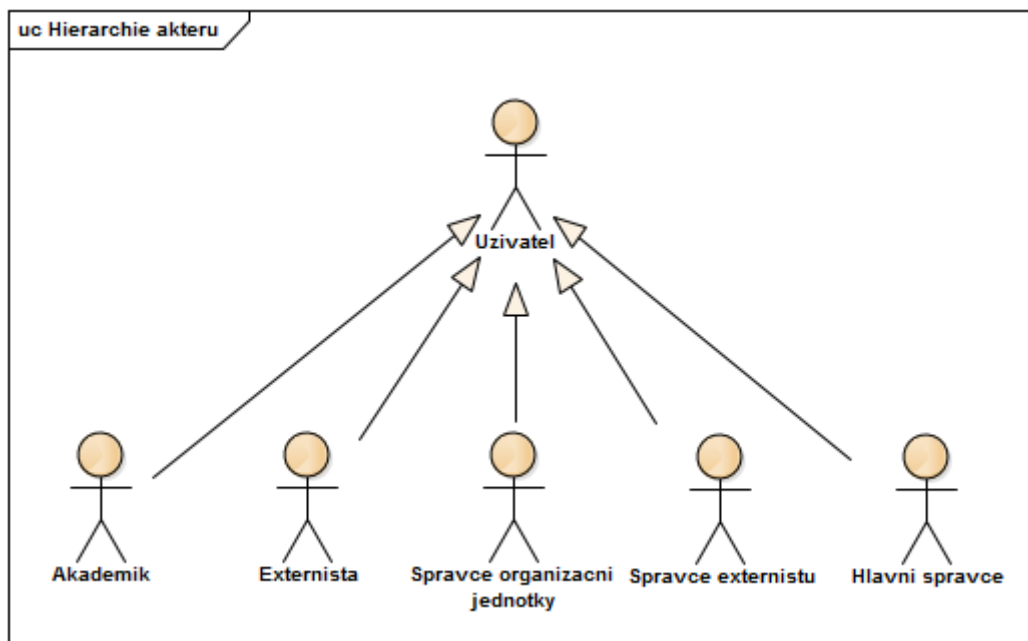 uc Hierarchie akteru
Uzivatel
Akademik
Externista
Spravce organizacni
jednotky
Spravce externistu
Hlavni spravce